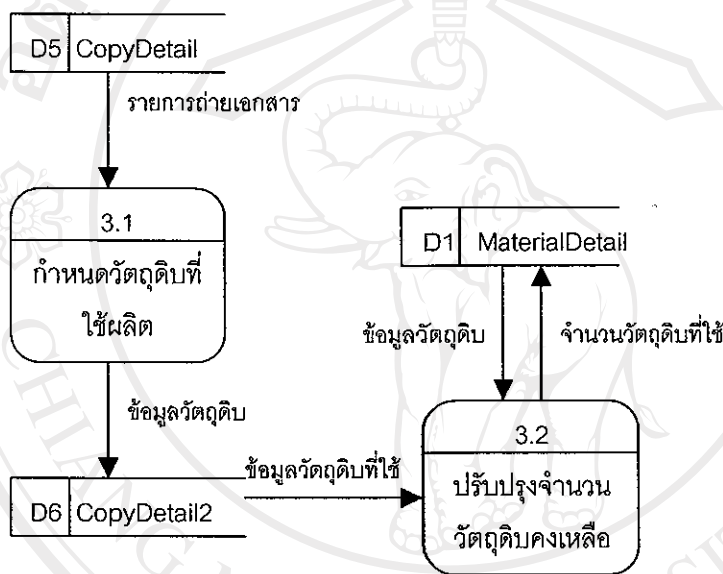 D5 CopyDetail
รายการถ่ายเอกสาร
3.1
กำหนดวัตถุดิบที่
ใช้ผลิต
D1 MaterialDetail
ข้อมูลวัตถุดิบ
จำนวนวัตถุดิบที่ใช้
ข้อมูลวัตถุดิบ
3.2
ปรับปรุงจำนวน
วัตถุดิบคงเหลือ
ข้อมูลวัตถุดิบที่ใช้
D6 CopyDetail2